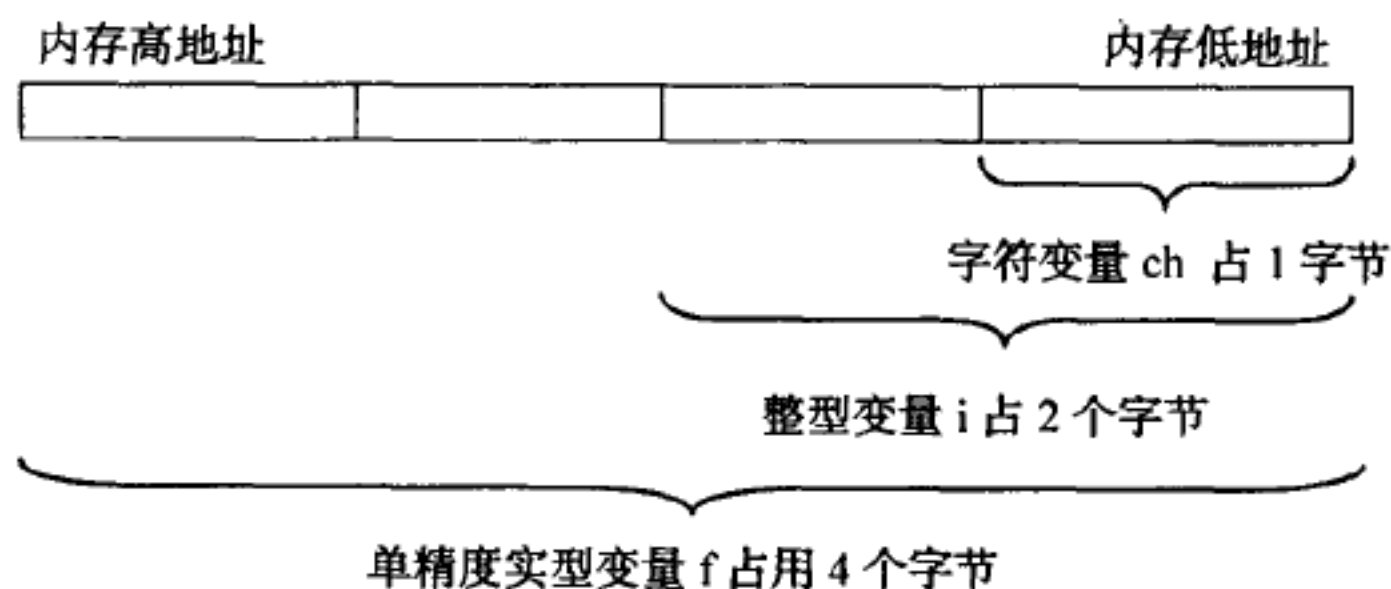 内存高地址 内存低地址
字符变量 ch 占 1 字节
整型变量 i 占 2 个字节
单精度实型变量 f 占用 4 个字节